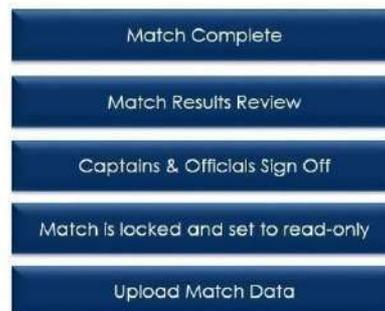 Match Complete
Match Results Review
Captains & Officials Sign Off
Match is locked and set to read-only
Upload Match Data